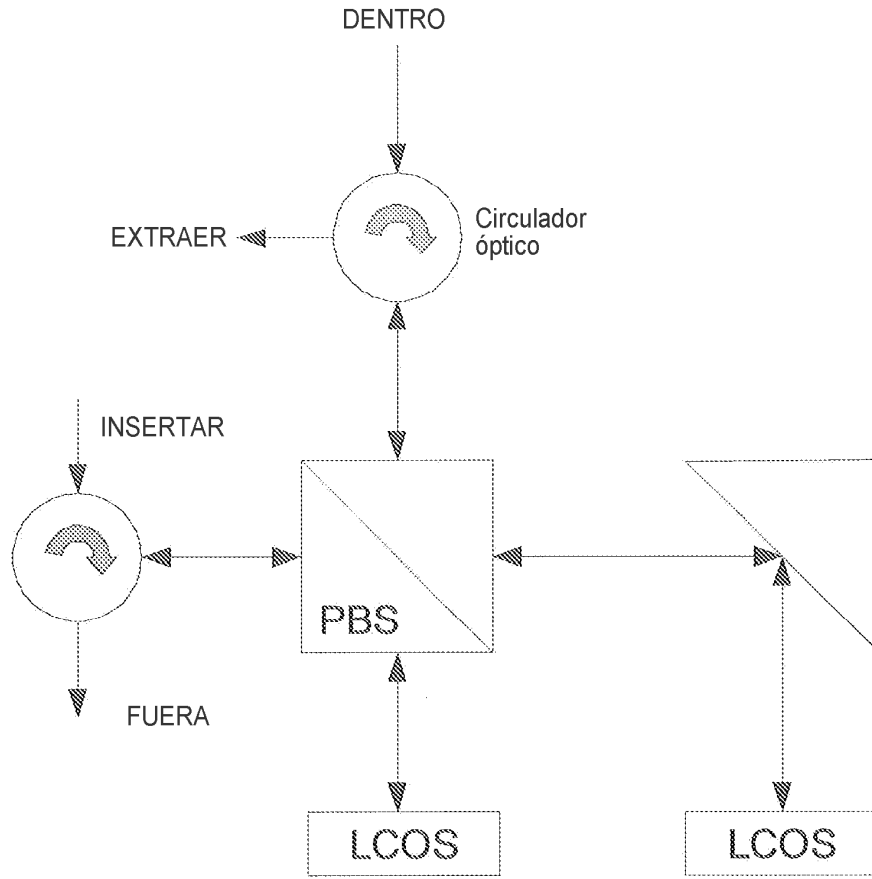 DENTRO
EXTRAER
Circulador
óptico
INSERTAR
PBS
FUERA
LCOS
LCOS